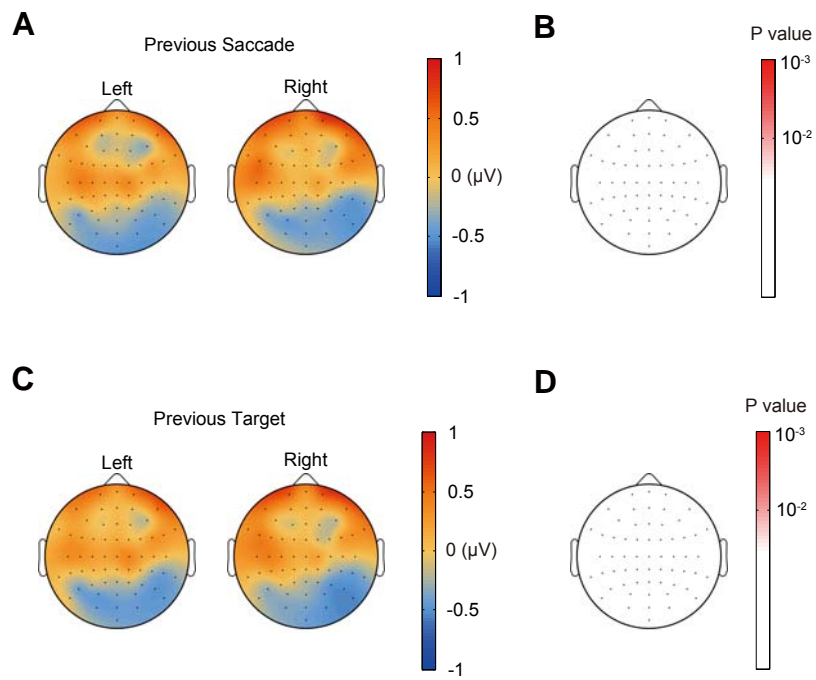 A
Previous Saccade
Left
Right
1
0.5
0 (μV)
-0.5
-1
B
P value
10-3
10-2
C
Previous Target
Left
Right
1
0.5
0 (μV)
-0.5
-1
D
P value
10-3
10-2